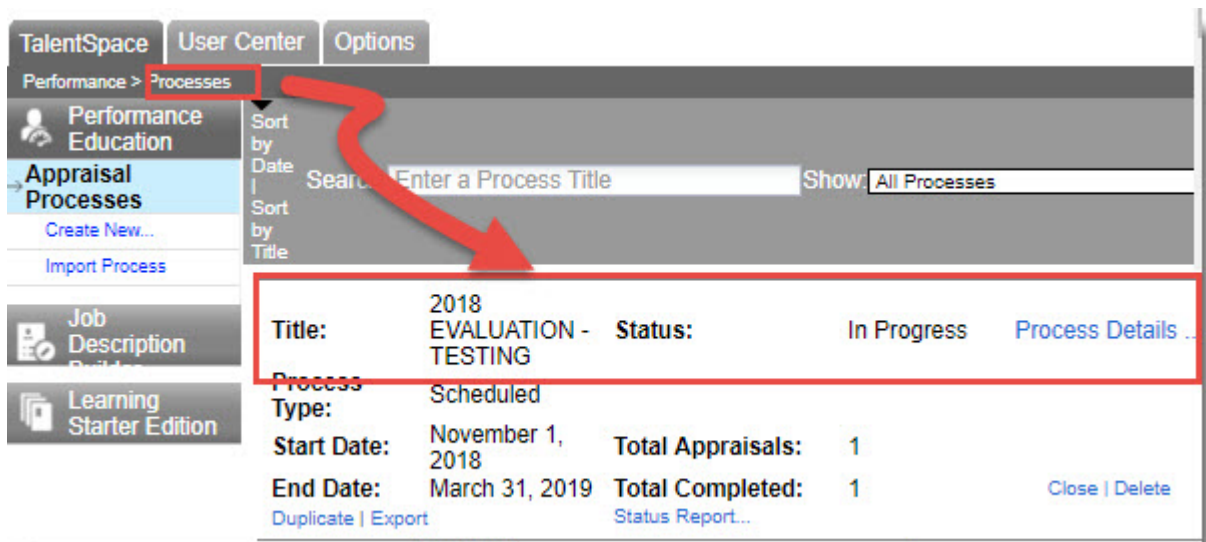 TalentSpace User Center Options
Performance > Processes
Performance
Education
Appraisal
Processes
Create New...
Import Process
Job
Description
Learning
Starter Edition
Sort
by
Date
|
Sort
by
Title
Enter a Process Title
Show: All Processes
Title: 2018
EVALUATION -
TESTING
Status: In Progress Process Details ..
Process
Type: Scheduled
Start Date: November 1,
2018
Total Appraisals: 1
End Date: March 31, 2019 Total Completed: 1 Close | Delete
Duplicate | Export Status Report...